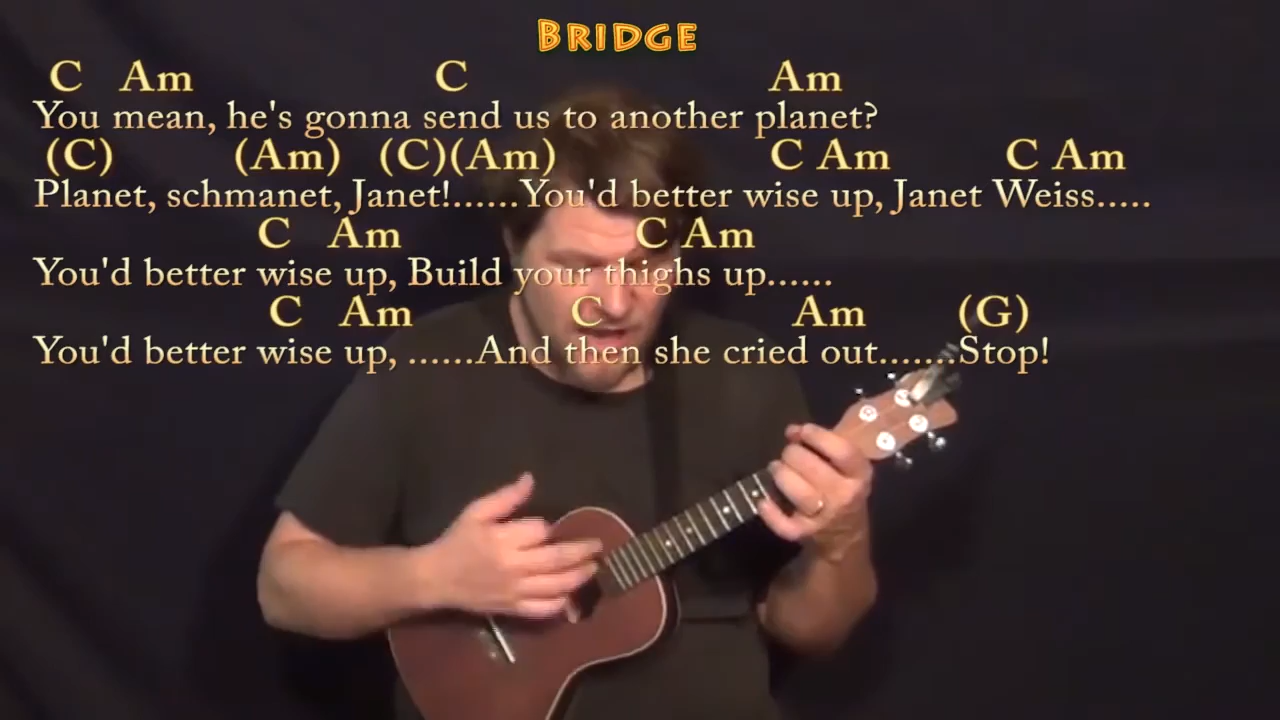 BRIDGE
C Am C Am
You mean, he's gonna send us to another planet?
(C) (Am) (C)(Am) C Am C Am
Planet, schmanet, Janet!......You'd better wise up, Janet Weiss.....
C Am C Am
You'd better wise up, Build your thighs up......
C Am C Am (G)
You'd better wise up, ......And then she cried out.......Stop!